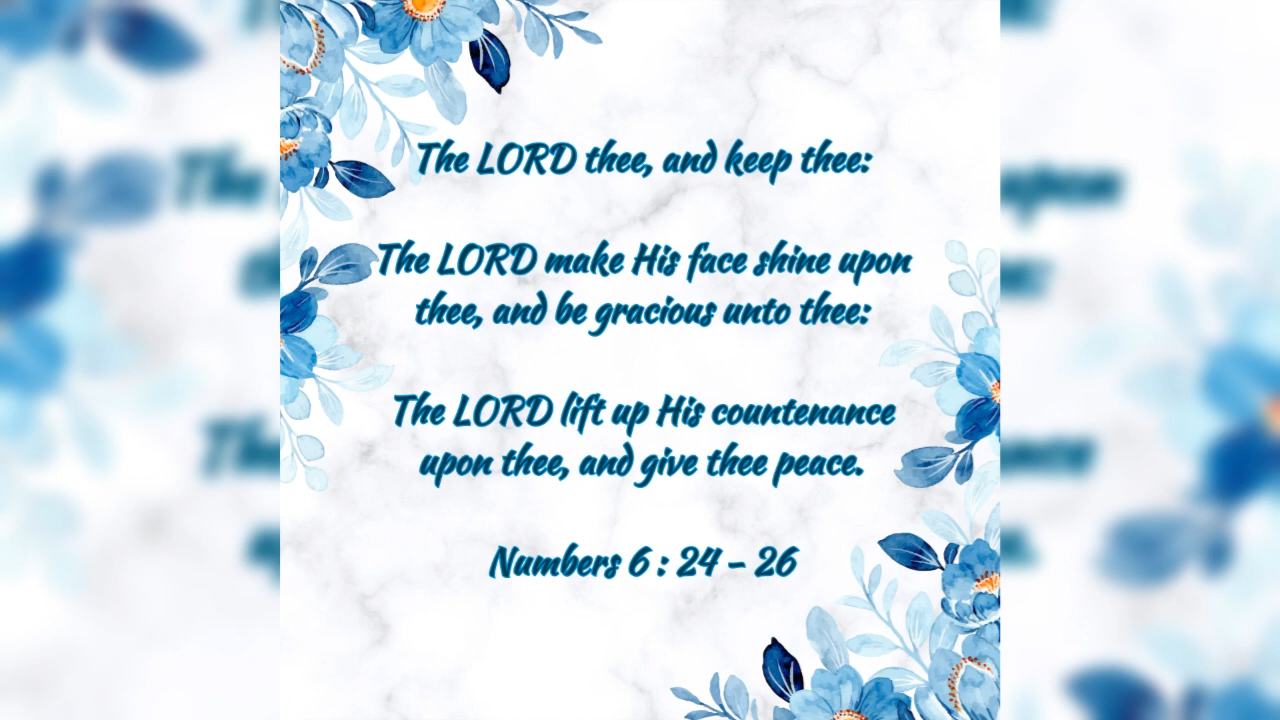 The LORD thee, and keep thee:
The LORD make His face shine upon
thee, and be gracious unto thee:
The LORD lift up His countenance
upon thee, and give thee peace.
Numbers 6 : 24 - 26